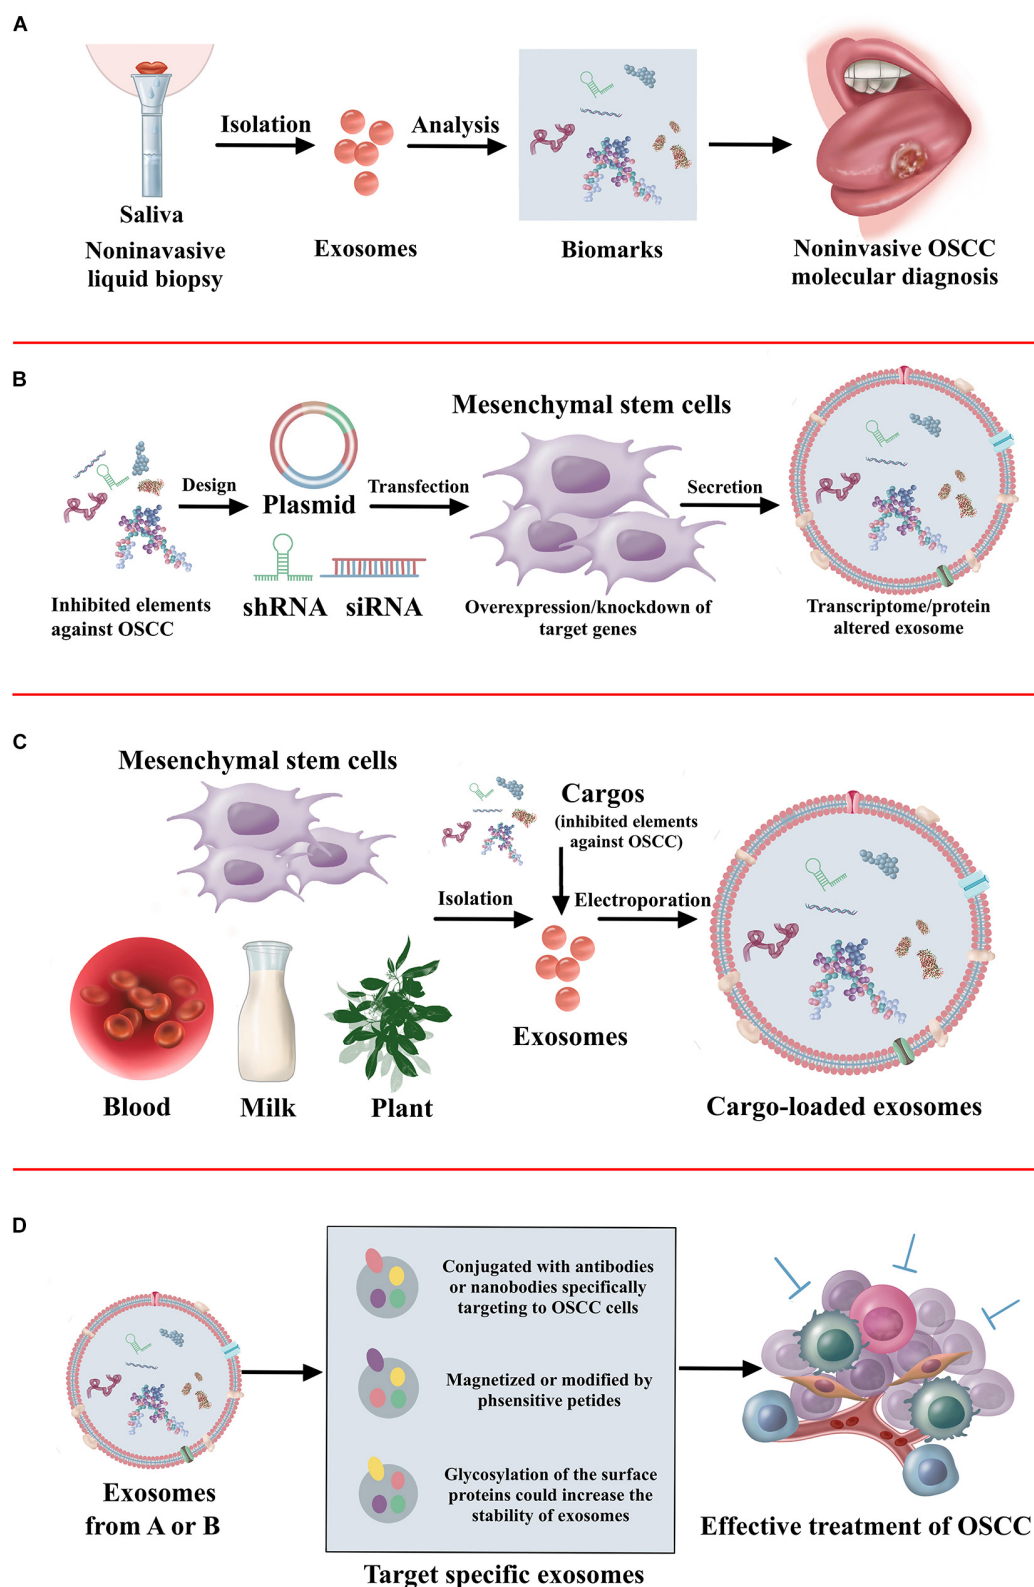 A
Isolation
Analysis
Saliva
Noninavasive
liquid biopsy
Exosomes
Biomarks
Noninvasive OSCC
molecular diagnosis
B
Mesenchymal stem cells
Design
Plasmid
Transfection
Secretion
shRNA
siRNA
Inhibited elements
against OSCC
Overexpression/knockdown of
target genes
Transcriptome/protein
altered exosome
C
Mesenchymal stem cells
Cargos
(inhibited elements
against OSCC)
Isolation
Electroporation
Exosomes
Blood
Milk
Plant
Cargo-loaded exosomes
D
Conjugated with antibodies
or nanobodies specifically
targeting to OSCC cells
Magnetized or modified by
phsensitive petides
Glycosylation of the surface
proteins could increase the
stability of exosomes
Exosomes
from A or B
Target specific exosomes
Effective treatment of OSCC